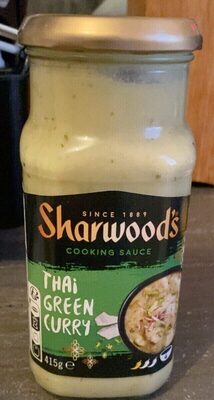 SINCE 1889
Sharwood's
COOKING SAUCE
THAI
GREEN
CURRY
415g e